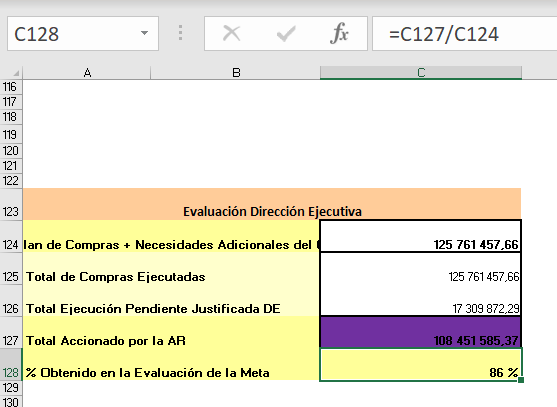 C128
fx
=C127/C124
A B C
116
117
118
119
120
121
122
123 Evaluación Dirección Ejecutiva
124 lan de Compras + Necesidades Adicionales del 125 761 457,66
125 Total de Compras Ejecutadas 125 761 457,66
126 Total Ejecución Pendiente Justificada DE 17 309 872,29
127 Total Accionado por la AR 108 451 585,37
128 % Obtenido en la Evaluación de la Meta 86 %
129
130